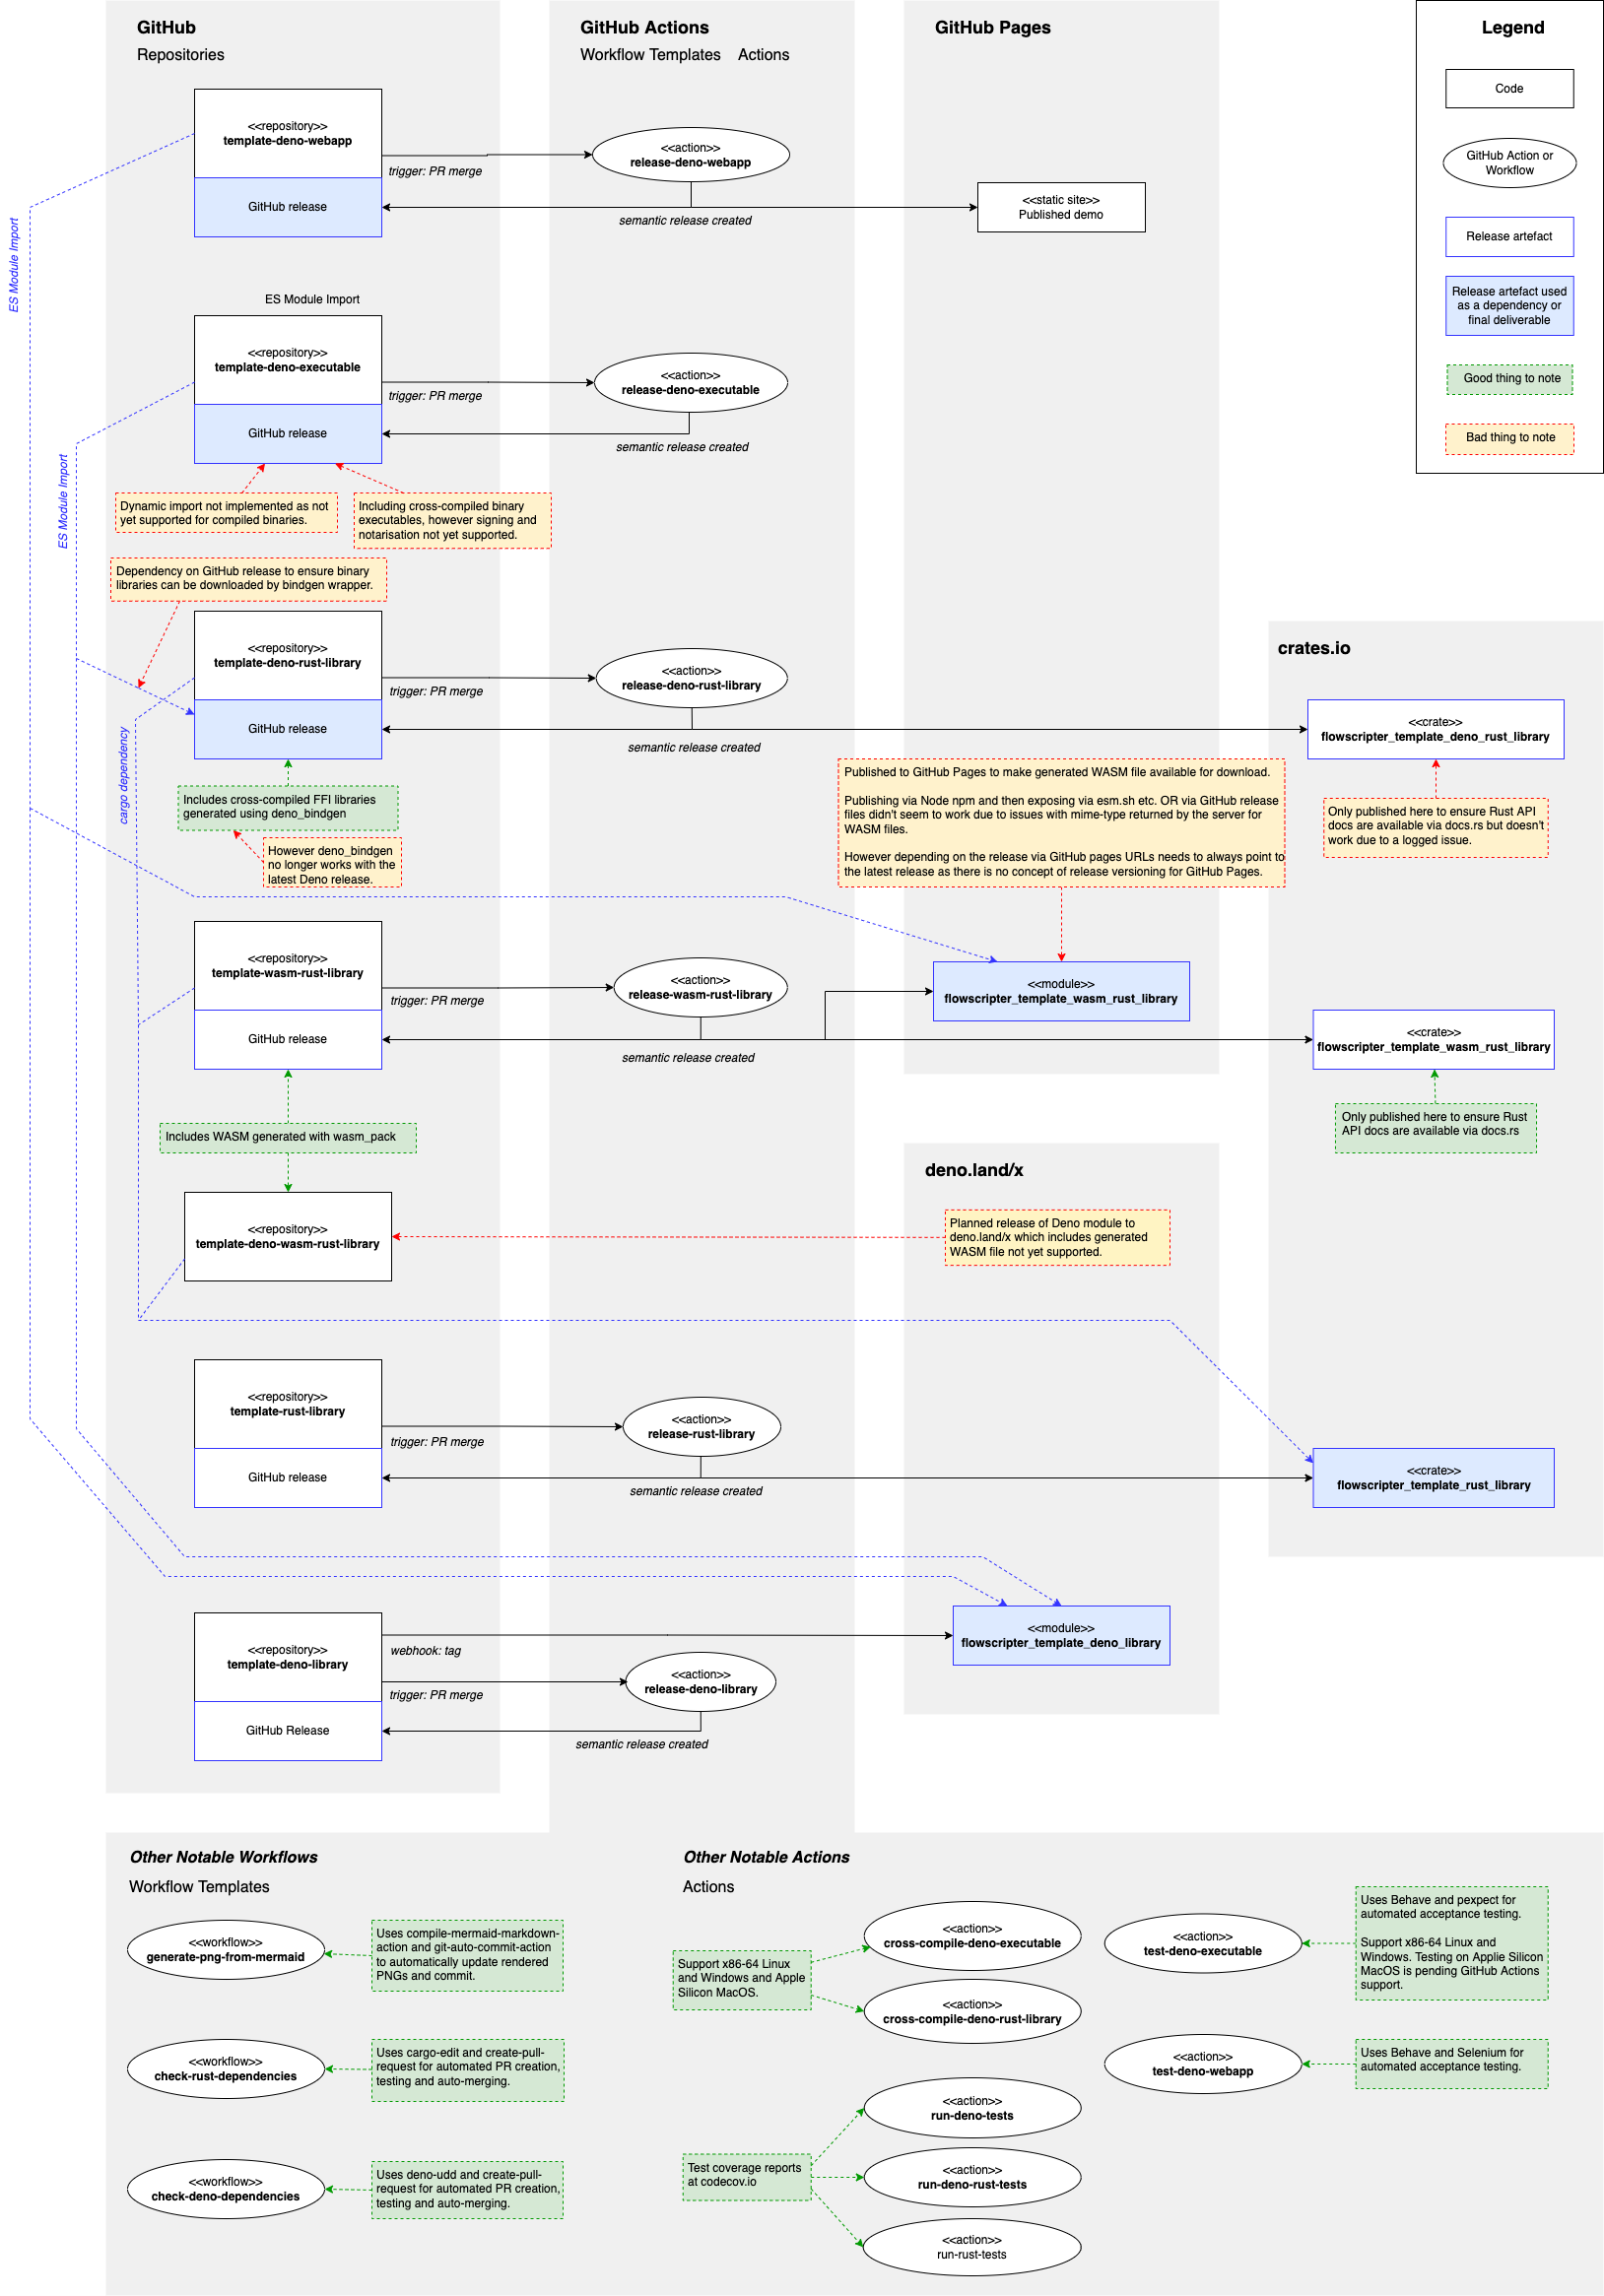 GitHub
Repositories
GitHub Actions
Workflow Templates    Actions
GitHub Pages
Legend
Code
GitHub Action or
Workflow
Release artefact
Release artefact used
as a dependency or
final deliverable
Good thing to note
Bad thing to note
<<repository>>
template-deno-webapp
GitHub release
trigger: PR merge
<<action>>
release-deno-webapp
semantic release created
<<static site>>
Published demo
ES Module Import
ES Module Import
<<repository>>
template-deno-executable
GitHub release
trigger: PR merge
<<action>>
release-deno-executable
semantic release created
ES Module Import
Dynamic import not implemented as not
yet supported for compiled binaries.
Including cross-compiled binary
executables, however signing and
notarisation not yet supported.
Dependency on GitHub release to ensure binary
libraries can be downloaded by bindgen wrapper.
<<repository>>
template-deno-rust-library
GitHub release
trigger: PR merge
<<action>>
release-deno-rust-library
semantic release created
crates.io
<<crate>>
flowscripter_template_deno_rust_library
cargo dependency
Includes cross-compiled FFI libraries
generated using deno_bindgen
However deno_bindgen
no longer works with the
latest Deno release.
Published to GitHub Pages to make generated WASM file available for download.
Publishing via Node npm and then exposing via esm.sh etc. OR via GitHub release
files didn't seem to work due to issues with mime-type returned by the server for
WASM files.
However depending on the release via GitHub pages URLs needs to always point to
the latest release as there is no concept of release versioning for GitHub Pages.
Only published here to ensure Rust API
docs are available via docs.rs but doesn't
work due to a logged issue.
<<repository>>
template-wasm-rust-library
GitHub release
trigger: PR merge
<<action>>
release-wasm-rust-library
semantic release created
<<module>>
flowscripter_template_wasm_rust_library
<<crate>>
flowscripter_template_wasm_rust_library
Only published here to ensure Rust
API docs are available via docs.rs
Includes WASM generated with wasm_pack
deno.land/x
<<repository>>
template-deno-wasm-rust-library
Planned release of Deno module to
deno.land/x which includes generated
WASM file not yet supported.
<<repository>>
template-rust-library
GitHub release
trigger: PR merge
<<action>>
release-rust-library
semantic release created
<<crate>>
flowscripter_template_rust_library
<<repository>>
template-deno-library
GitHub Release
webhook: tag
trigger: PR merge
<<action>>
release-deno-library
semantic release created
<<module>>
flowscripter_template_deno_library
Other Notable Workflows
Workflow Templates
<<workflow>>
generate-png-from-mermaid
Uses compile-mermaid-markdown-
action and git-auto-commit-action
to automatically update rendered
PNGs and commit.
<<workflow>>
check-rust-dependencies
Uses cargo-edit and create-pull-
request for automated PR creation,
testing and auto-merging.
<<workflow>>
check-deno-dependencies
Uses deno-udd and create-pull-
request for automated PR creation,
testing and auto-merging.
Other Notable Actions
Actions
Support x86-64 Linux
and Windows and Apple
Silicon MacOS.
<<action>>
cross-compile-deno-executable
<<action>>
cross-compile-deno-rust-library
<<action>>
test-deno-executable
Uses Behave and pexpect for
automated acceptance testing.
Support x86-64 Linux and
Windows. Testing on Applie Silicon
MacOS is pending GitHub Actions
support.
<<action>>
test-deno-webapp
Uses Behave and Selenium for
automated acceptance testing.
Test coverage reports
at codecov.io
<<action>>
run-deno-tests
<<action>>
run-deno-rust-tests
<<action>>
run-rust-tests